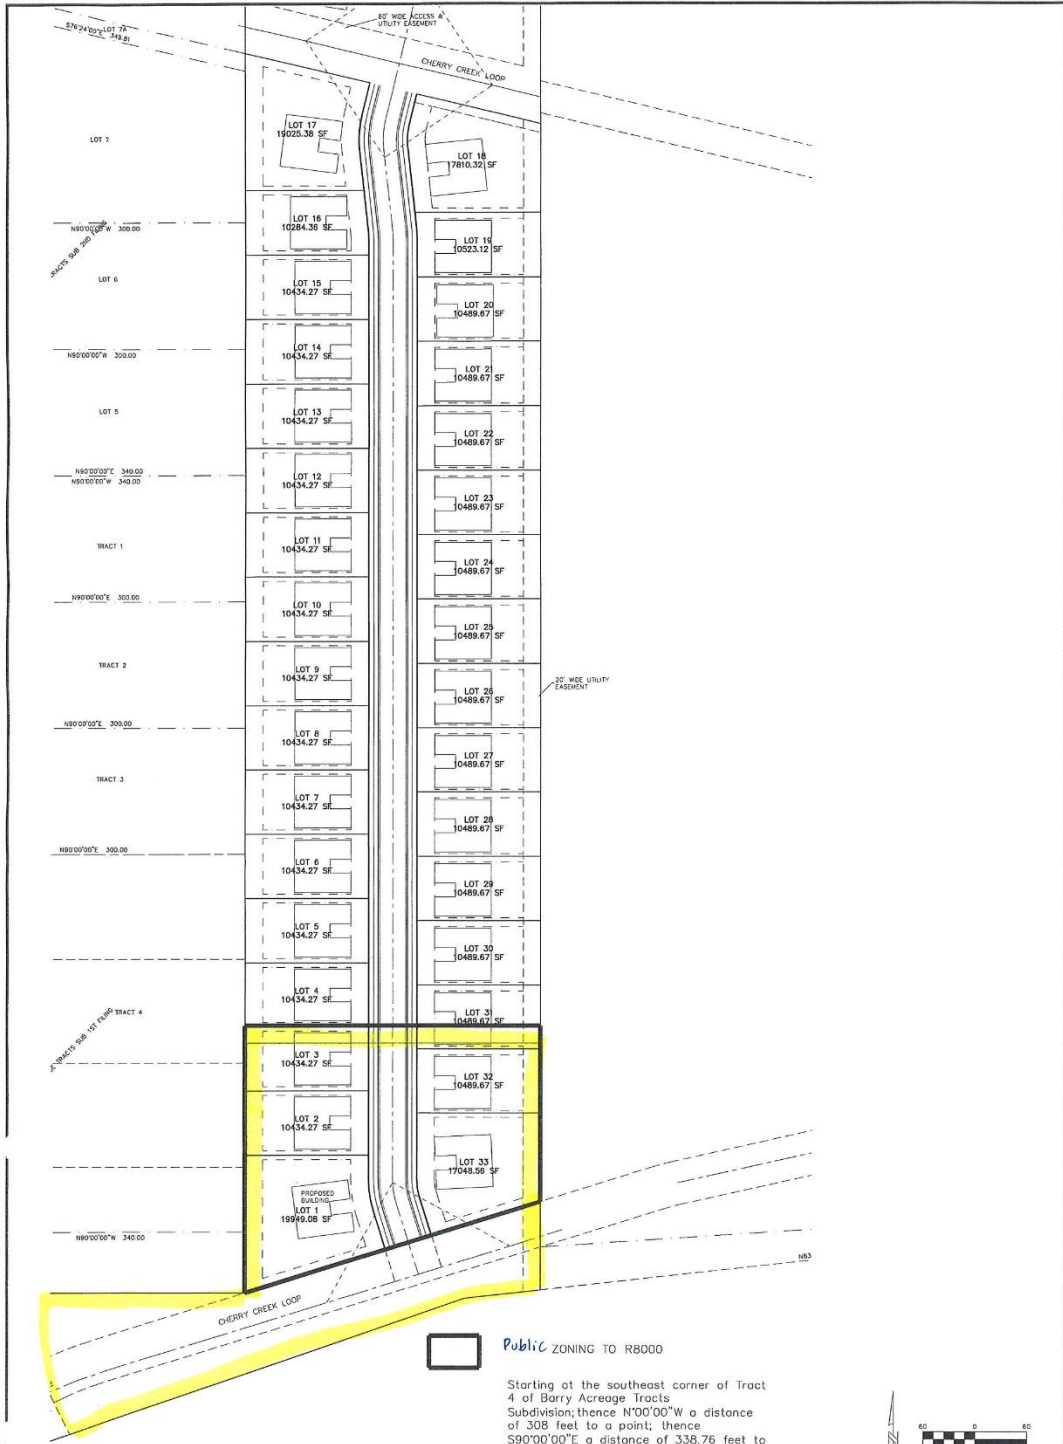 60' WIDE ACCESS &
UTILITY EASEMENT
LOT 7A
S76°24'00"E 349.81
CHERRY CREEK LOOP
LOT 17
19025.38 SF
LOT 7
LOT 18
17810.32 SF
LOT 16
10284.36 SF
N90°00'00"W 300.00
LOT 19
10523.12 SF
LOT 6
LOT 15
10434.27 SF
LOT 20
10489.67 SF
LOT 14
10434.27 SF
N90°00'00"W 300.00
LOT 21
10489.67 SF
LOT 5
LOT 13
10434.27 SF
LOT 22
10489.67 SF
N90°00'00"E 340.00
N90°00'00"W 340.00
LOT 12
10434.27 SF
LOT 23
10489.67 SF
TRACT 1
LOT 11
10434.27 SF
LOT 24
10489.67 SF
N90°00'00"E 300.00
LOT 10
10434.27 SF
LOT 25
10489.67 SF
TRACT 2
LOT 9
10434.27 SF
20' WIDE UTILITY
EASEMENT
LOT 26
10489.67 SF
N90°00'00"E 300.00
LOT 8
10434.27 SF
LOT 27
10489.67 SF
TRACT 3
LOT 7
10434.27 SF
LOT 28
10489.67 SF
N90°00'00"E 300.00
LOT 6
10434.27 SF
LOT 29
10489.67 SF
LOT 5
10434.27 SF
LOT 30
10489.67 SF
LOT 4
10434.27 SF
TRACT 4
TRACTS SUB 1ST FILING
LOT 31
10489.67 SF
LOT 3
10434.27 SF
LOT 32
10489.67 SF
LOT 2
10434.27 SF
LOT 33
17048.56 SF
PROPOSED
BUILDING
LOT 1
19949.08 SF
N90°00'00"W 340.00
N83
CHERRY CREEK LOOP
Public ZONING TO R8000
Starting at the southeast corner of Tract
4 of Barry Acreage Tracts
Subdivision; thence N°00'00"W a distance
of 308 feet to a point; thence
S90°00'00"E a distance of 338.76 feet to
N
60 0 60